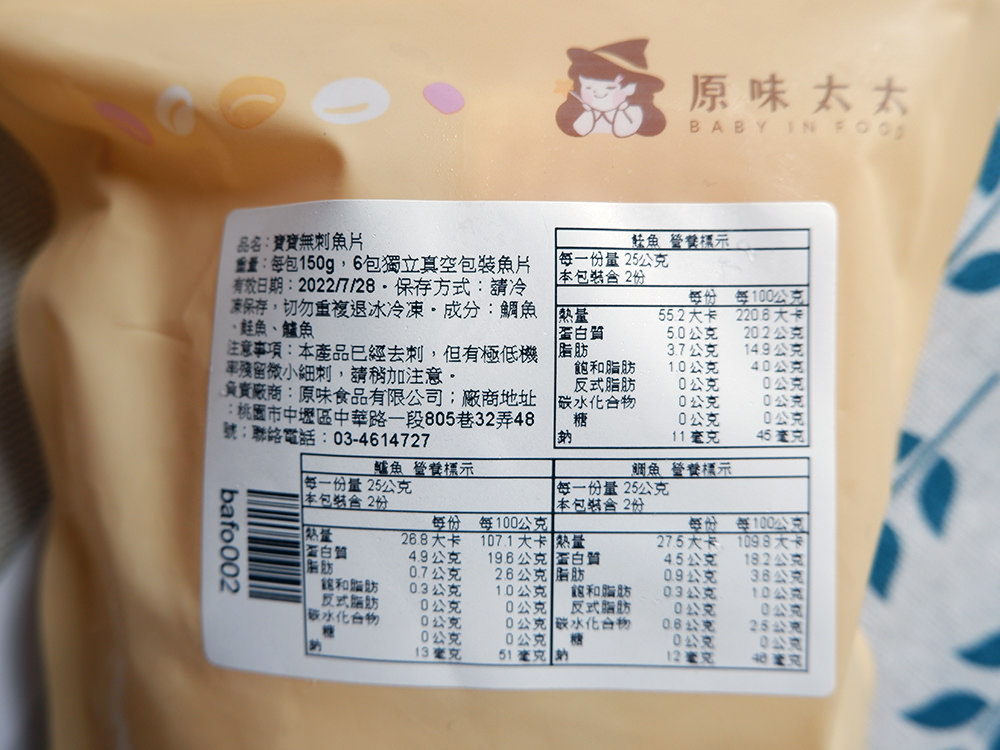 原味太太
BABY IN FOOD
品名：寶寶無刺魚片
重量：每包150g，6包獨立真空包裝魚片
有效日期：2022/7/28。保存方式：請冷
凍保存，切勿重複退冰冷凍。成分：鯛魚
、鮭魚、鱸魚
注意事項：本產品已經去刺，但有極低機
率殘留微小細刺，請稍加注意。
負責廠商：原味食品有限公司；廠商地址
：桃園市中壢區中華路一段805巷32弄48
號；聯絡電話：03-4614727
鮭魚 營養標示
每一份量 25公克
本包裝含 2份
每份 每100公克
熱量 55.2大卡 220.8大卡
蛋白質 5.0公克 20.2公克
脂肪 3.7公克 14.9公克
飽和脂肪 1.0公克 4.0公克
反式脂肪 0公克 0公克
碳水化合物 0公克 0公克
糖 0公克 0公克
鈉 11毫克 45毫克
bafo002
鱸魚 營養標示
每一份量 25公克
本包裝含 2份
每份 每100公克
熱量 26.8大卡 107.1大卡
蛋白質 4.9公克 19.6公克
脂肪 0.7公克 2.6公克
飽和脂肪 0.3公克 1.0公克
反式脂肪 0公克 0公克
碳水化合物 0公克 0公克
糖 0公克 0公克
鈉 13毫克 51毫克
鯛魚 營養標示
每一份量 25公克
本包裝含 2份
每份 每100公克
熱量 27.5大卡 109.8大卡
蛋白質 4.5公克 18.2公克
脂肪 0.9公克 3.6公克
飽和脂肪 0.3公克 1.0公克
反式脂肪 0公克 0公克
碳水化合物 0.6公克 2.5公克
糖 0公克 0公克
鈉 12毫克 48毫克